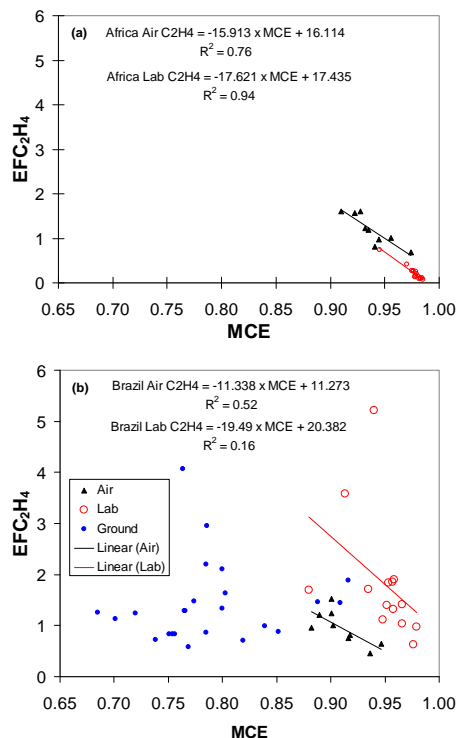 (a) Africa Air C2H4 = -15.913 x MCE + 16.114
R² = 0.76
Africa Lab C2H4 = -17.621 x MCE + 17.435
R² = 0.94
EFC₂H₄
6
5
4
3
2
1
0
0.65 0.70 0.75 0.80 0.85 0.90 0.95 1.00
MCE
(b) Brazil Air C2H4 = -11.338 x MCE + 11.273
R² = 0.52
Brazil Lab C2H4 = -19.49 x MCE + 20.382
R² = 0.16
EFC₂H₄
6
5
4
3
2
1
0
Air
Lab
Ground
Linear (Air)
Linear (Lab)
0.65 0.70 0.75 0.80 0.85 0.90 0.95 1.00
MCE